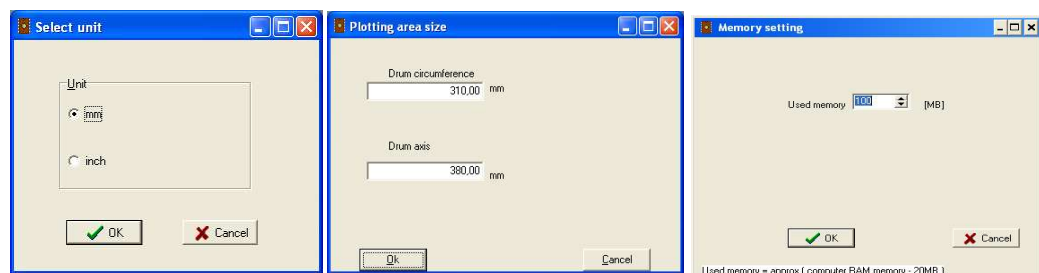 Select unit
Unit
mm
inch
OK
Cancel
Plotting area size
Drum circumference
310,00 mm
Drum axis
380,00 mm
Ok
Cancel
Memory setting
Used memory 100 [MB]
OK
Cancel
Used memory = approx ( computer RAM memory - 20MB )